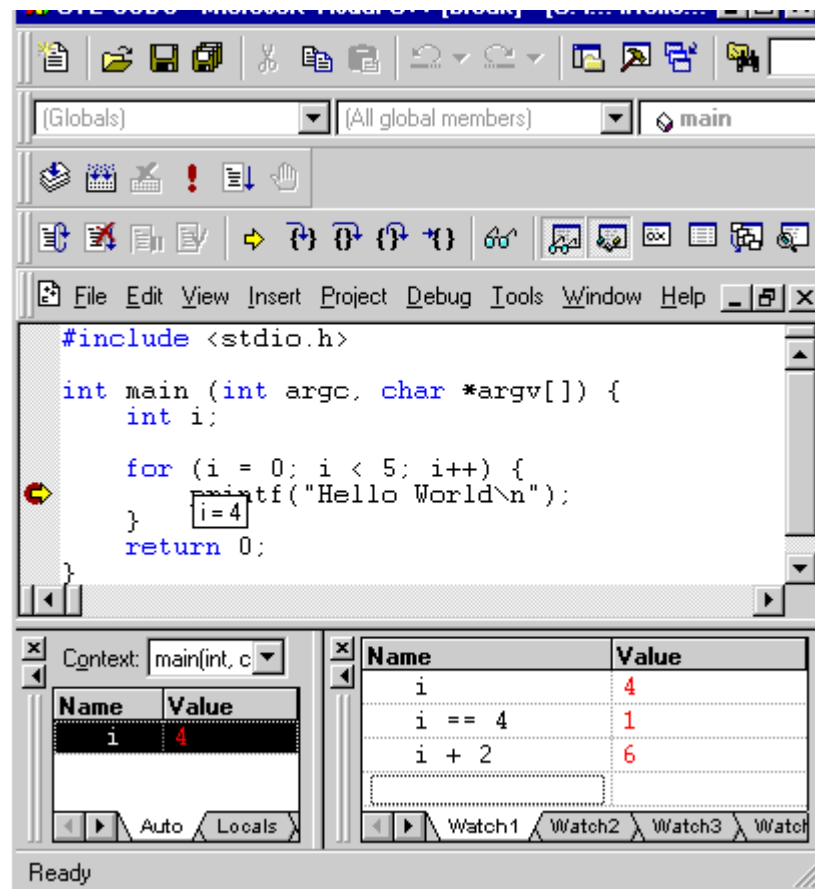 (Globals) (All global members) main
File Edit View Insert Project Debug Tools Window Help
#include <stdio.h>
int main (int argc, char *argv[]) {
int i;
for (i = 0; i < 5; i++) {
printf("Hello World\n");
i = 4
}
return 0;
}
Context: main(int, c
Name Value
i 4
Auto Locals
Name Value
i 4
i == 4 1
i + 2 6
Watch1 Watch2 Watch3 Watch
Ready